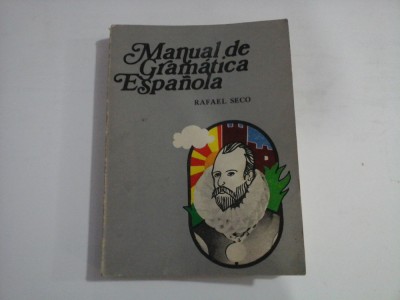 Manual de
Gramática
Española
RAFAEL SECO